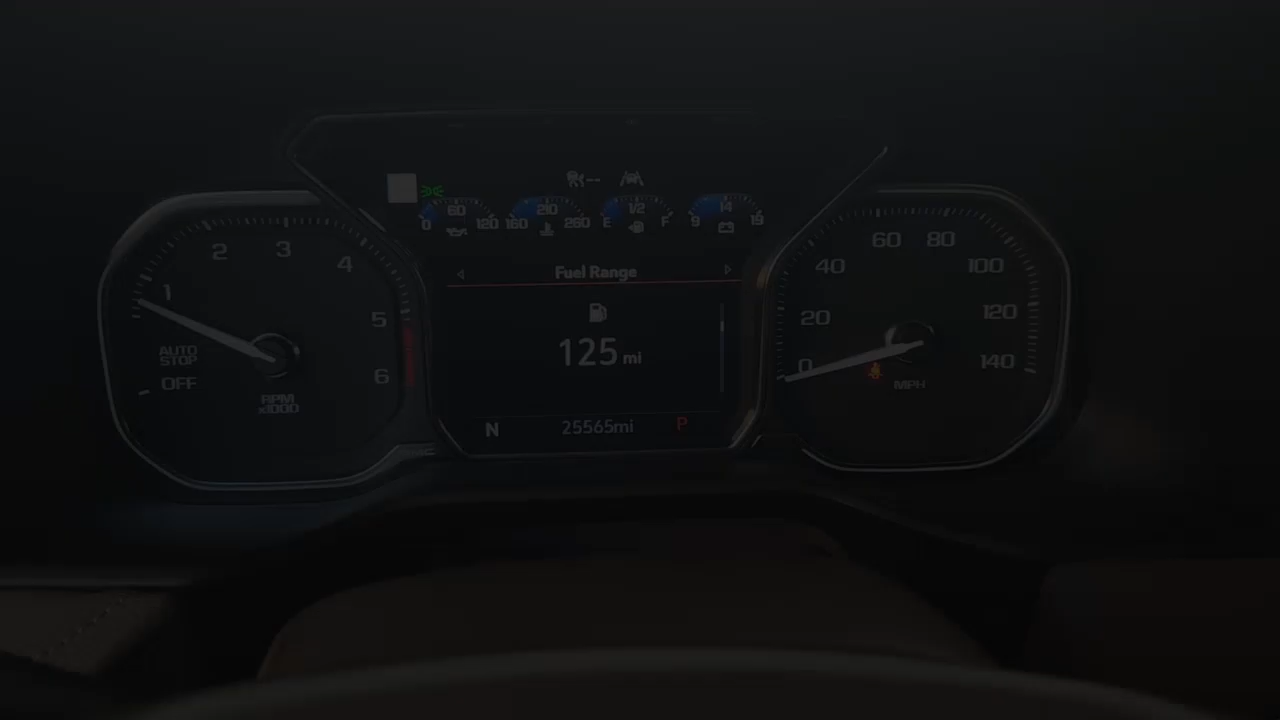 60
0 120
210
160 260
1/2
E F
14
9 19
Fuel Range
125 mi
N 25565mi P
1 2 3 4 5 6
AUTO
STOP
OFF
RPM
x1000
0 20 40 60 80 100 120 140
MPH